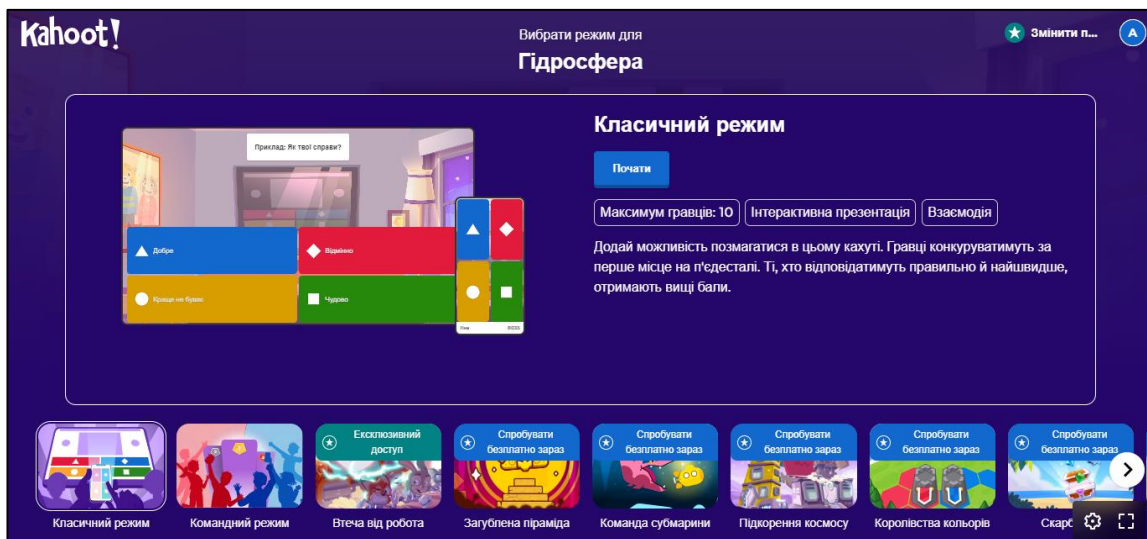 Kahoot!
Вибрати режим для
Гідросфера
Змінити п...
A
Приклад: Як твої справи?
Добре
Відмінно
Краще не буває
Чудово
Класичний режим
Почати
Максимум гравців: 10
Інтерактивна презентація
Взаємодія
Додай можливість позмагатися в цьому кахуті. Гравці конкуруватимуть за
перше місце на п'єдесталі. Ті, хто відповідатимуть правильно й найшвидше,
отримають вищі бали.
Ексклюзивний
доступ
Спробувати
безплатно зараз
Спробувати
безплатно зараз
Спробувати
безплатно зараз
Спробувати
безплатно зараз
Спробувати
безплатно зараз
Класичний режим
Командний режим
Втеча від робота
Загублена піраміда
Команда субмарини
Підкорення космосу
Королівства кольорів
Скарб